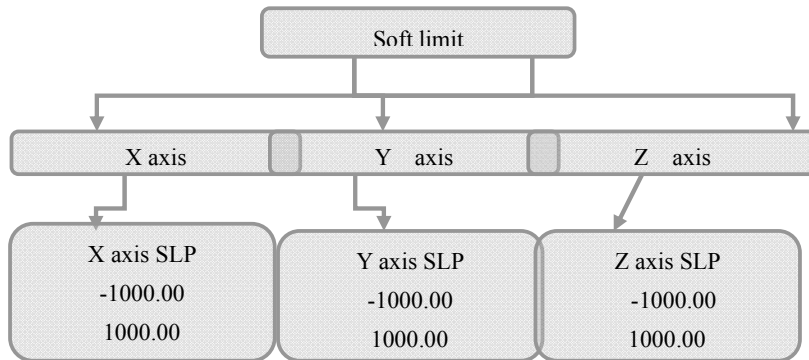 Soft limit
X axis
Y axis
Z axis
X axis SLP
-1000.00
1000.00
Y axis SLP
-1000.00
1000.00
Z axis SLP
-1000.00
1000.00